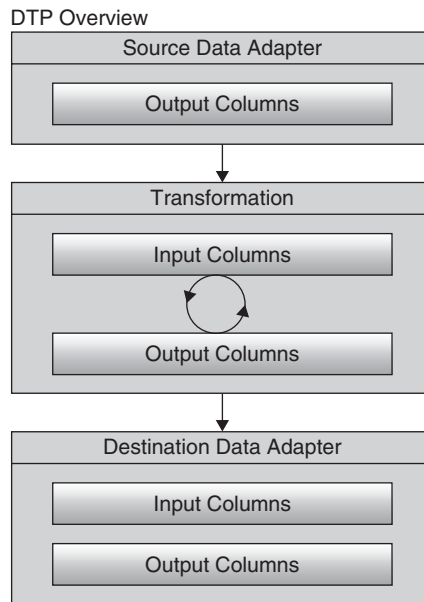 DTP Overview
Source Data Adapter
Output Columns
Transformation
Input Columns
Output Columns
Destination Data Adapter
Input Columns
Output Columns